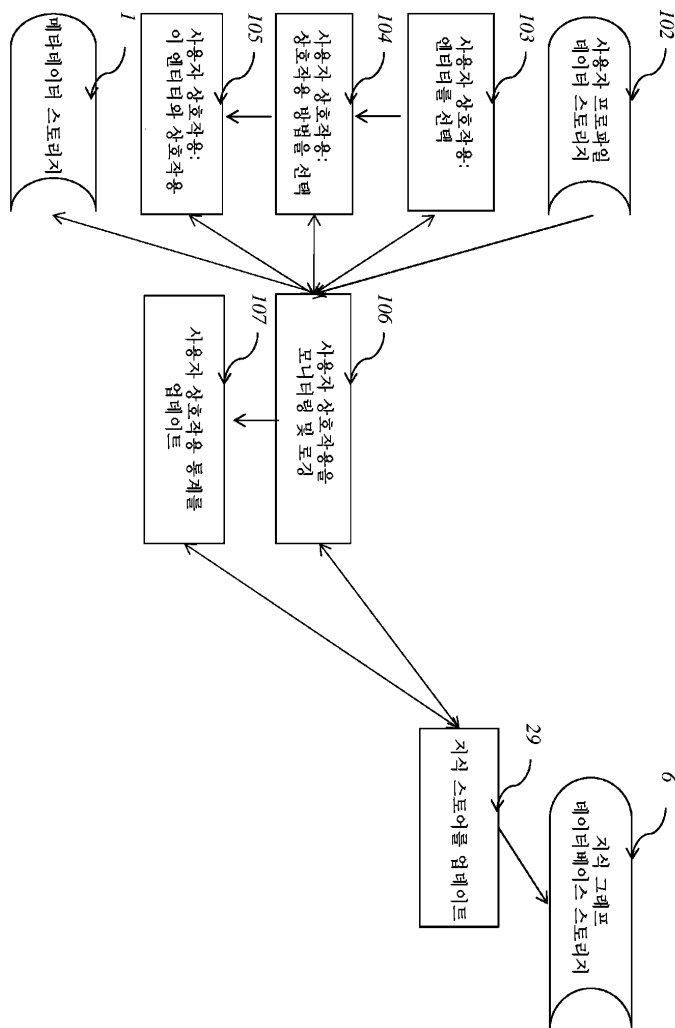 102
사용자 프로파일
데이터 스토리지
103
사용자 상호작용:
엔티티를 선택
104
사용자 상호작용:
상호작용 방법을 선택
105
사용자 상호작용:
이 엔티티와 상호작용
1
메타데이터 스토리지
106
사용자 상호작용을
모니터링 및 로깅
107
사용자 상호작용 통계를
업데이트
6
지식 그래프
데이터베이스 스토리지
29
지식 스토어를 업데이트